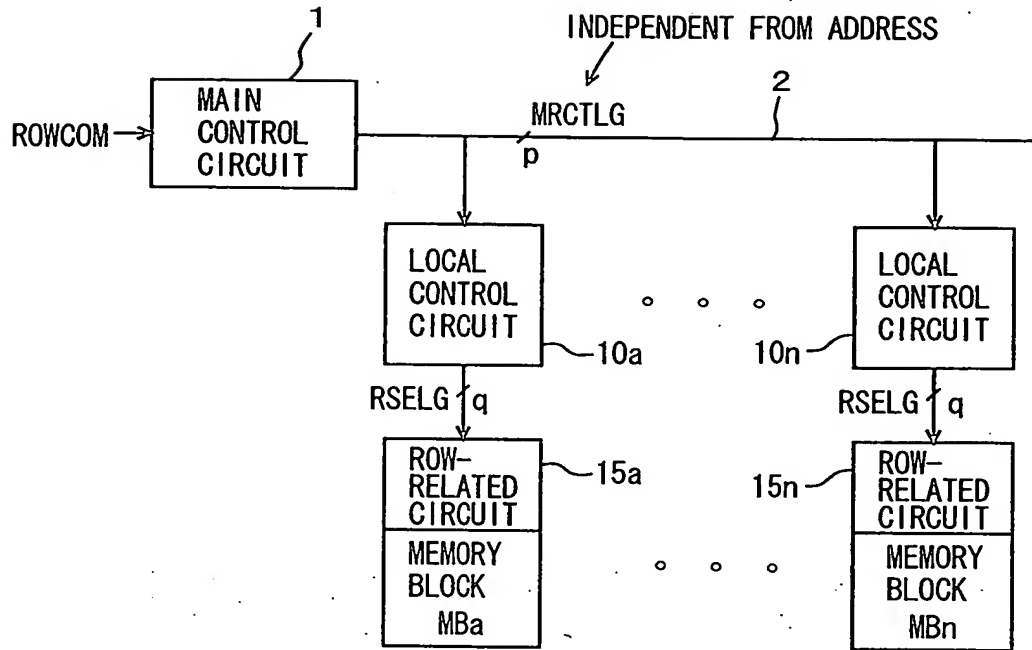 1
INDEPENDENT FROM ADDRESS
2
ROWCOM
MAIN
CONTROL
CIRCUIT
MRCTLG
p
LOCAL
CONTROL
CIRCUIT
10a
LOCAL
CONTROL
CIRCUIT
10n
RSELG
q
RSELG
q
ROW-
RELATED
CIRCUIT
15a
ROW-
RELATED
CIRCUIT
15n
MEMORY
BLOCK
MBa
MEMORY
BLOCK
MBn